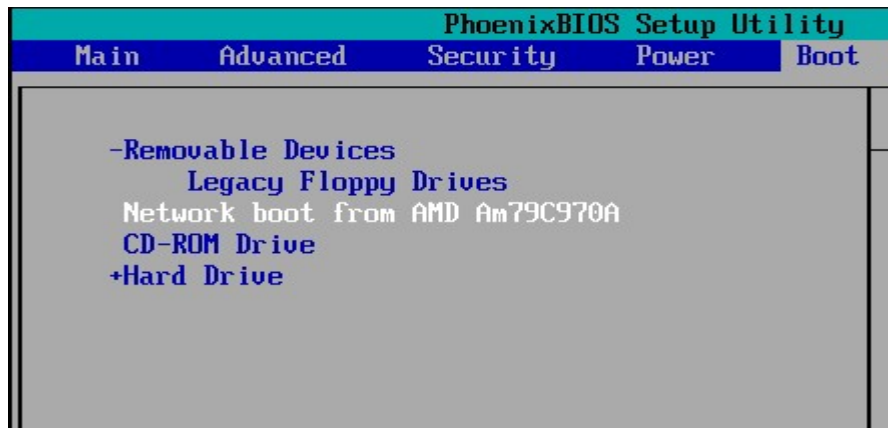 PhoenixBIOS Setup Utility
Main Advanced Security Power Boot
-Removable Devices
Legacy Floppy Drives
Network boot from AMD Am79C970A
CD-ROM Drive
+Hard Drive